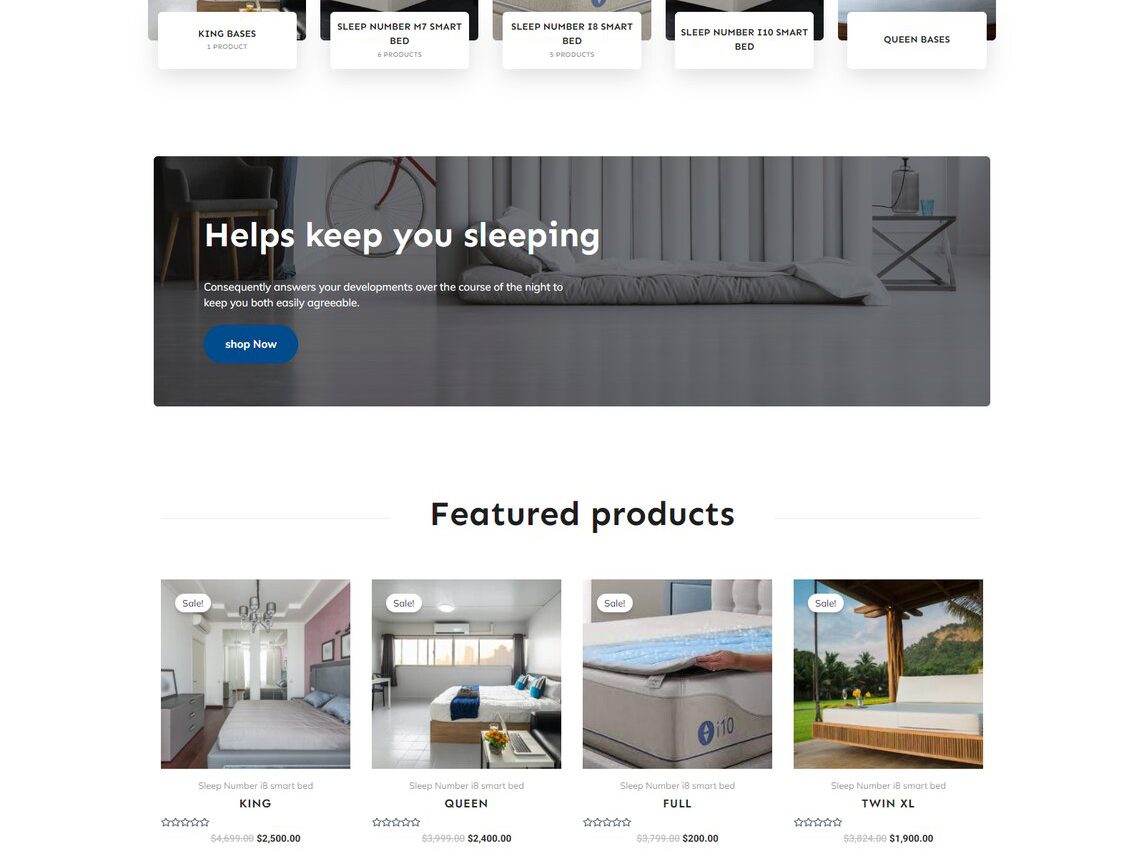 KING BASES
1 PRODUCT
SLEEP NUMBER M7 SMART
BED
6 PRODUCTS
SLEEP NUMBER I8 SMART
BED
5 PRODUCTS
SLEEP NUMBER I10 SMART
BED
QUEEN BASES
Helps keep you sleeping
Consequently answers your developments over the course of the night to
keep you both easily agreeable.
shop Now
Featured products
Sale!
Sale!
Sale!
Sale!
i10
Sleep Number i8 smart bed
KING
$4,699.00 $2,500.00
Sleep Number i8 smart bed
QUEEN
$3,999.00 $2,400.00
Sleep Number i8 smart bed
FULL
$3,799.00 $200.00
Sleep Number i8 smart bed
TWIN XL
$3,824.00 $1,900.00